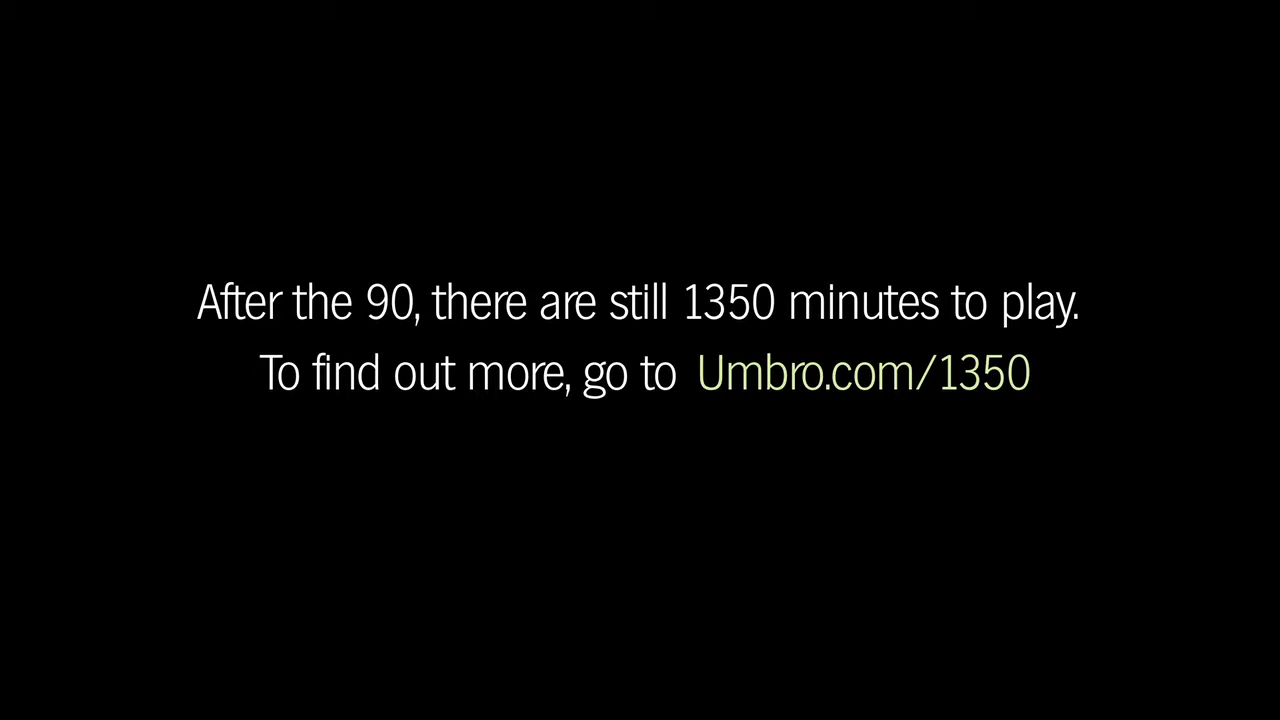 After the 90, there are still 1350 minutes to play.
To find out more, go to Umbro.com/1350